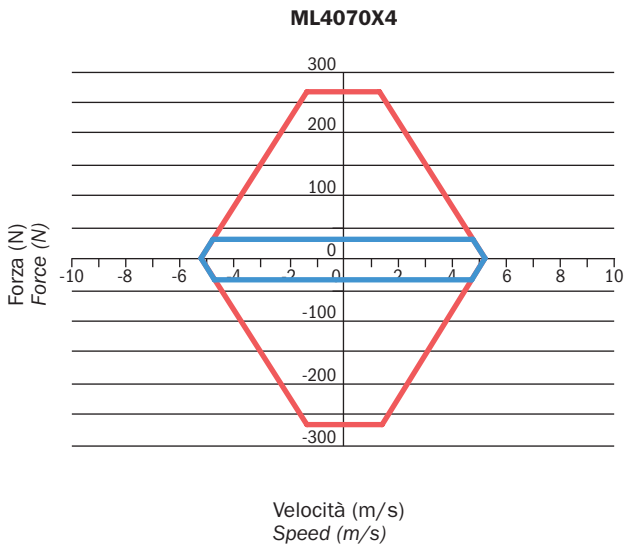 ML4070X4
300
200
100
0
-10 -8 -6 -4 -2 0 2 4 6 8 10
-100
-200
-300
Forza (N)
Force (N)
Velocità (m/s)
Speed (m/s)